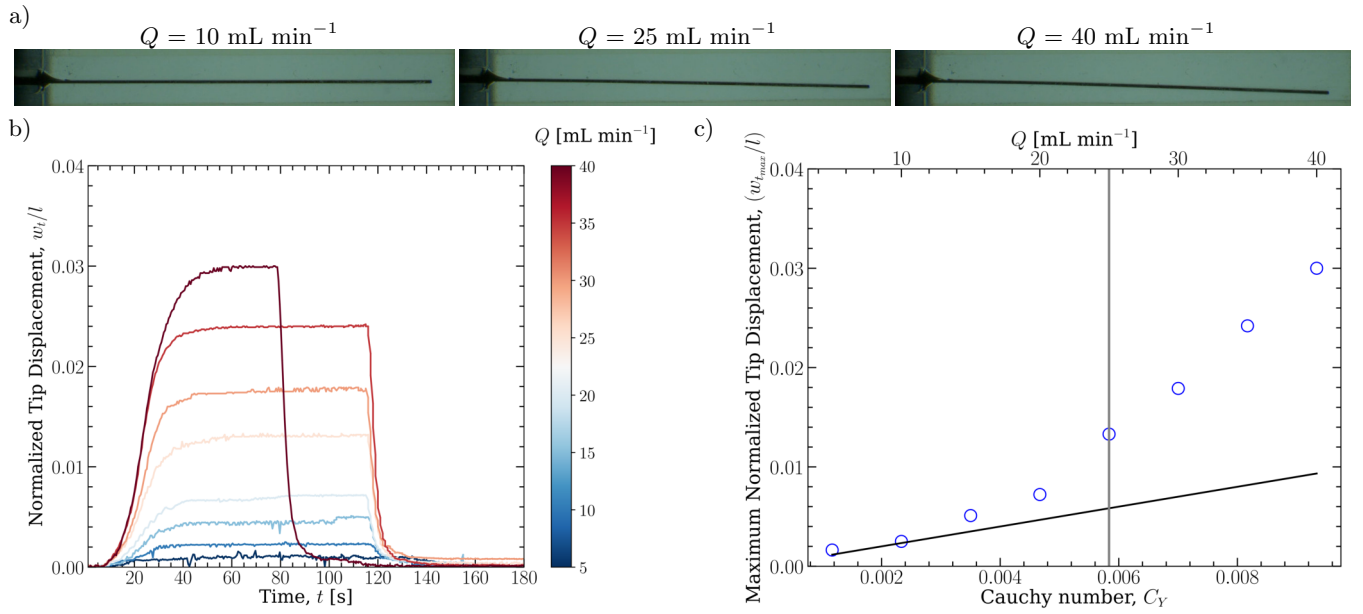 a)
Q = 10 mL min⁻¹
Q = 25 mL min⁻¹
Q = 40 mL min⁻¹
b)
Q [mL min⁻¹]
Normalized Tip Displacement, wₜ/l
0.04
0.03
0.02
0.01
0.00
20 40 60 80 100 120 140 160 180
Time, t [s]
40
35
30
25
20
15
10
5
c)
Q [mL min⁻¹]
10 20 30 40
Maximum Normalized Tip Displacement, (w_{t_{max}}/l)
0.04
0.03
0.02
0.01
0.00
0.002 0.004 0.006 0.008
Cauchy number, C_Y